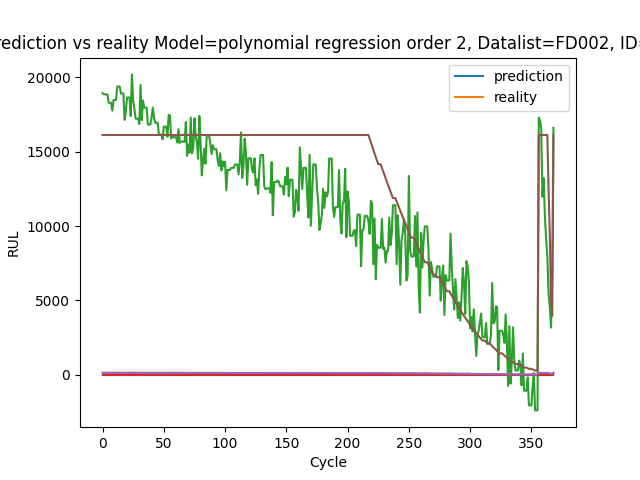 rediction vs reality Model=polynomial regression order 2, Datalist=FD002, ID=
prediction
reality
20000
15000
10000
5000
0
RUL
0 50 100 150 200 250 300 350
Cycle